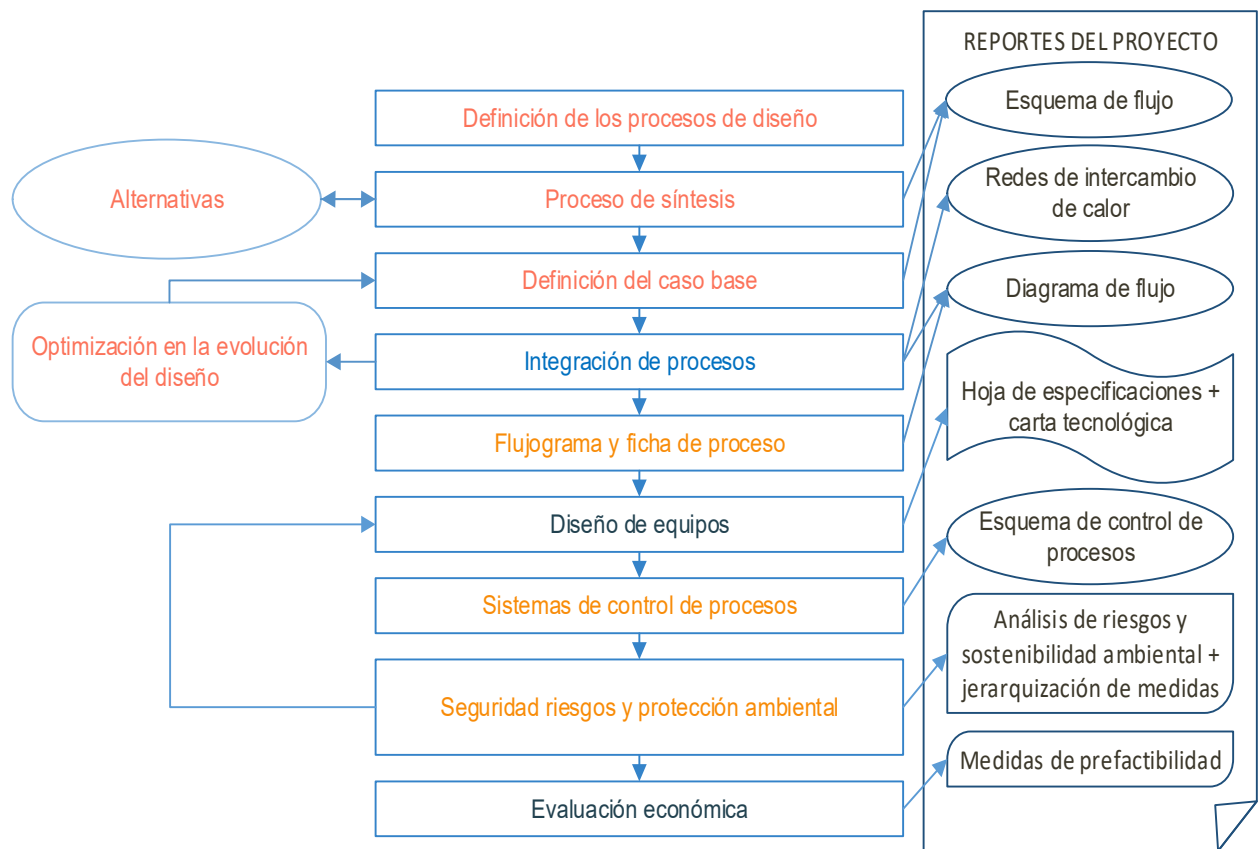 Definición de los procesos de diseño
Alternativas
Proceso de síntesis
Definición del caso base
Optimización en la evolución
del diseño
Integración de procesos
Flujograma y ficha de proceso
Diseño de equipos
Sistemas de control de procesos
Seguridad riesgos y protección ambiental
Evaluación económica
REPORTES DEL PROYECTO
Esquema de flujo
Redes de intercambio
de calor
Diagrama de flujo
Hoja de especificaciones +
carta tecnológica
Esquema de control de
procesos
Análisis de riesgos y
sostenibilidad ambiental +
jerarquización de medidas
Medidas de prefactibilidad